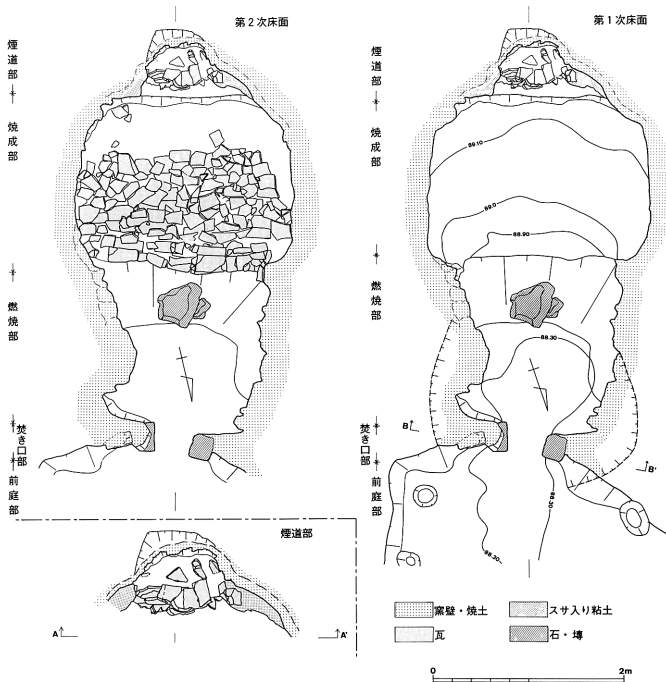 第2次床面
煙道部
焼成部
燃焼部
焚き口部
前庭部
第1次床面
煙道部
焼成部
燃焼部
焚き口部
前庭部
89.10
89.0
88.90
88.30
B
B'
88.30
88.20
煙道部
A
A'
窯壁・焼土
スサ入り粘土
瓦
石・塼
0
2m